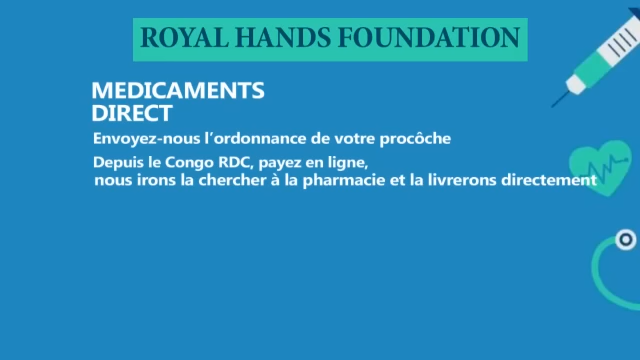 ROYAL HANDS FOUNDATION
MEDICAMENTS
DIRECT
Envoyez-nous l'ordonnance de votre procôche
Depuis le Congo RDC, payez en ligne,
nous irons la chercher à la pharmacie et la livrerons directement